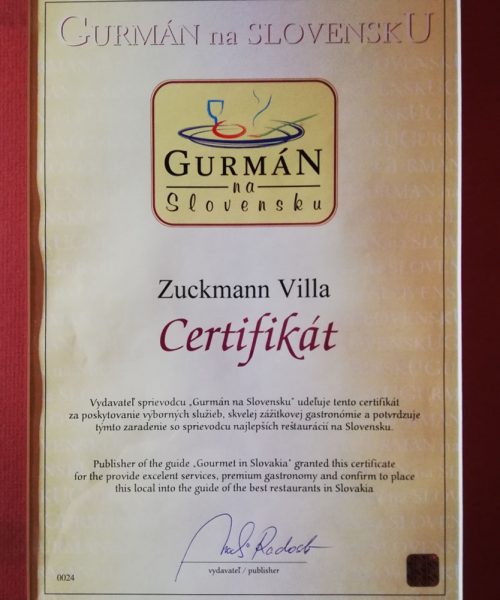 GURMÁN na SLOVENSKU
GURMÁN
na
Slovensku
Zuckmann Villa
Certifikát
Vydavateľ sprievodcu „Gurmán na Slovensku" udeľuje tento certifikát
za poskytovanie výborných služieb, skvelej zážitkovej gastronómie a potvrdzuje
týmto zaradenie so sprievodcu najlepších reštaurácií na Slovensku.
Publisher of the guide „Gourmet in Slovakia" granted this certificate
for the provide excelent services, premium gastronomy and confirm to place
this local into the guide of the best restaurants in Slovakia
vydavateľ / publisher
0024